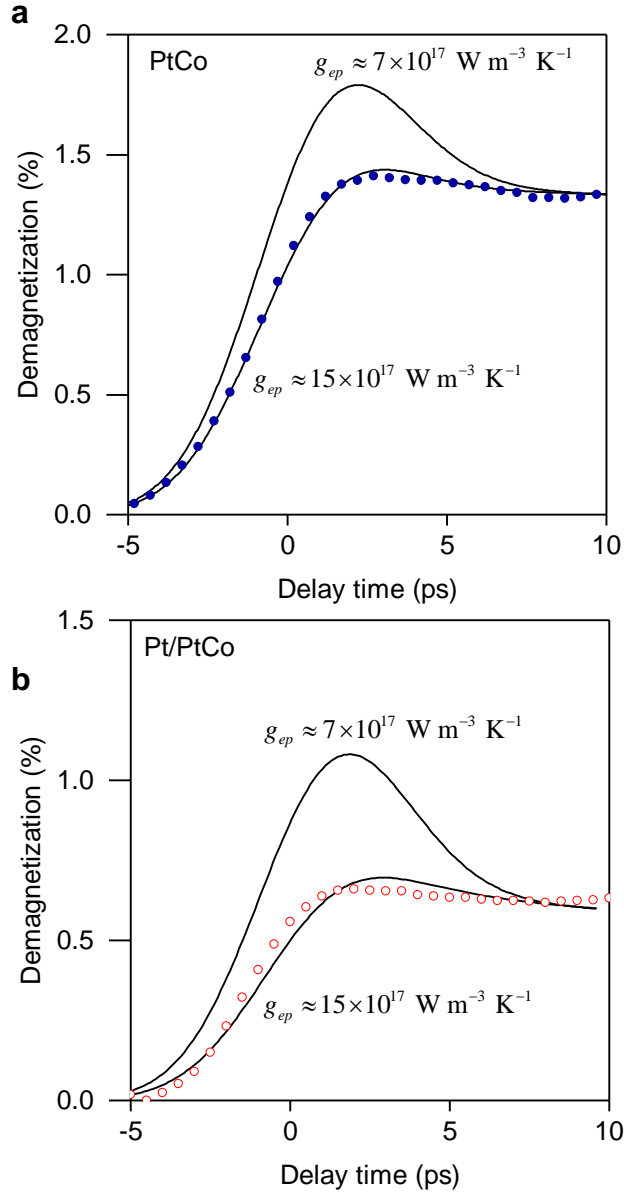 a
2.0
PtCo
g_ep ≈ 7×10^17 W m^−3 K^−1
1.5
1.0
Demagnetization (%)
g_ep ≈ 15×10^17 W m^−3 K^−1
0.5
0.0
-5 0 5 10
Delay time (ps)
1.5
Pt/PtCo
b
g_ep ≈ 7×10^17 W m^−3 K^−1
1.0
Demagnetization (%)
0.5
g_ep ≈ 15×10^17 W m^−3 K^−1
0.0
-5 0 5 10
Delay time (ps)